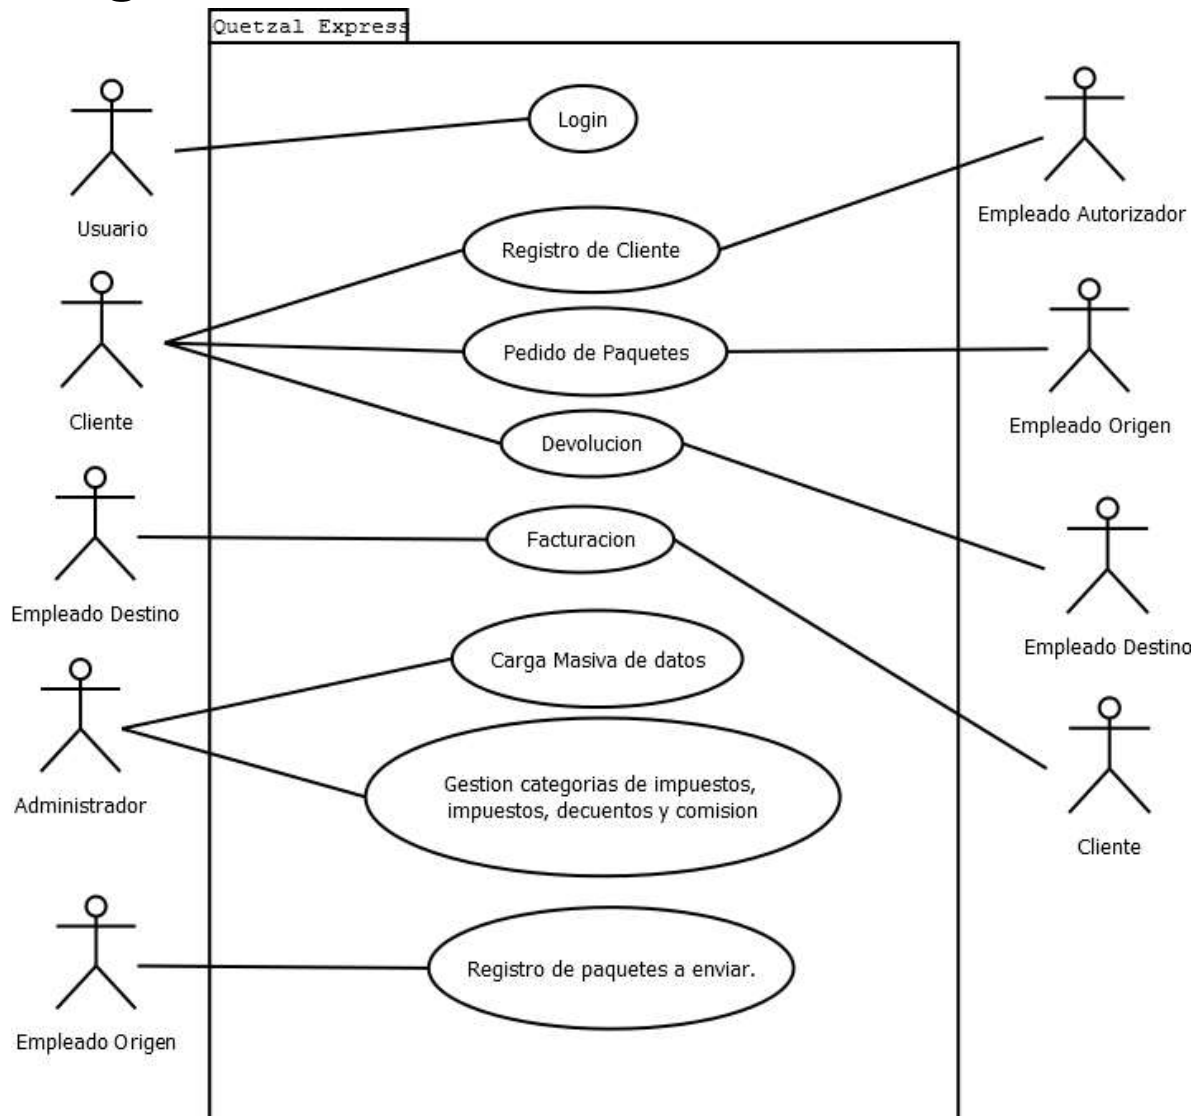 Quetzal Express
Login
Usuario
Empleado Autorizador
Registro de Cliente
Pedido de Paquetes
Cliente
Empleado Origen
Devolucion
Facturacion
Empleado Destino
Empleado Destino
Carga Masiva de datos
Gestion categorias de impuestos,
impuestos, decuentos y comision
Administrador
Cliente
Registro de paquetes a enviar.
Empleado Origen